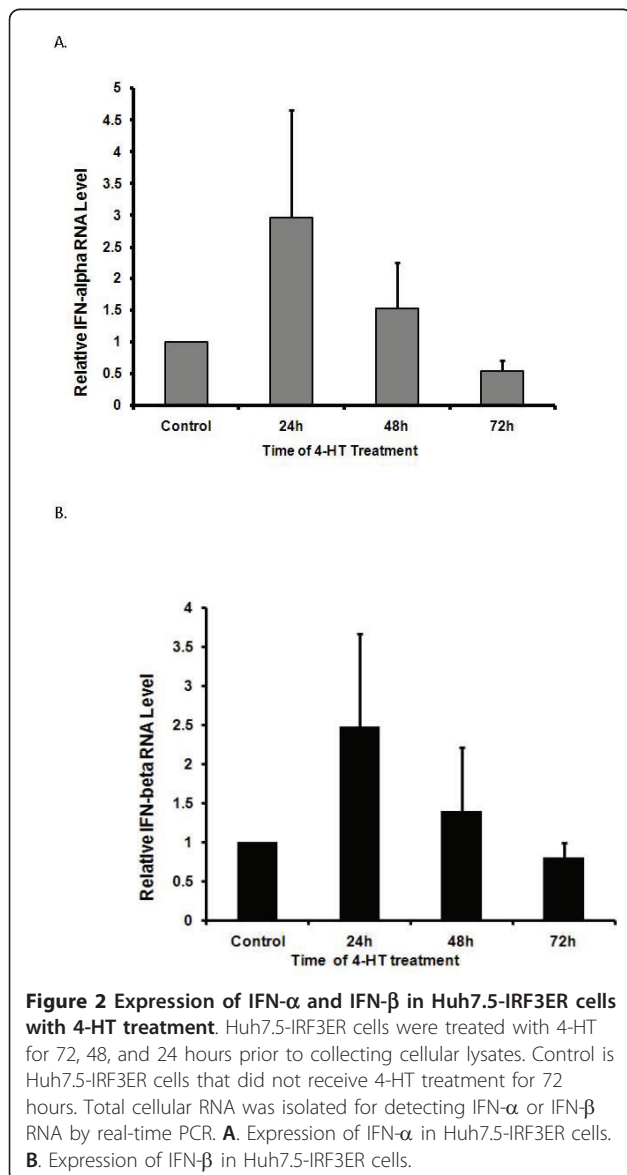 A.
5
4.5
4
3.5
3
2.5
2
1.5
1
0.5
0
Relative IFN-alpha RNA Level
Control 24h 48h 72h
Time of 4-HT Treatment
B.
4
3.5
3
2.5
2
1.5
1
0.5
0
Relative IFN-beta RNA Level
Control 24h 48h 72h
Time of 4-HT treatment
Figure 2 Expression of IFN-α and IFN-β in Huh7.5-IRF3ER cells
with 4-HT treatment. Huh7.5-IRF3ER cells were treated with 4-HT
for 72, 48, and 24 hours prior to collecting cellular lysates. Control is
Huh7.5-IRF3ER cells that did not receive 4-HT treatment for 72
hours. Total cellular RNA was isolated for detecting IFN-α or IFN-β
RNA by real-time PCR. A. Expression of IFN-α in Huh7.5-IRF3ER cells.
B. Expression of IFN-β in Huh7.5-IRF3ER cells.